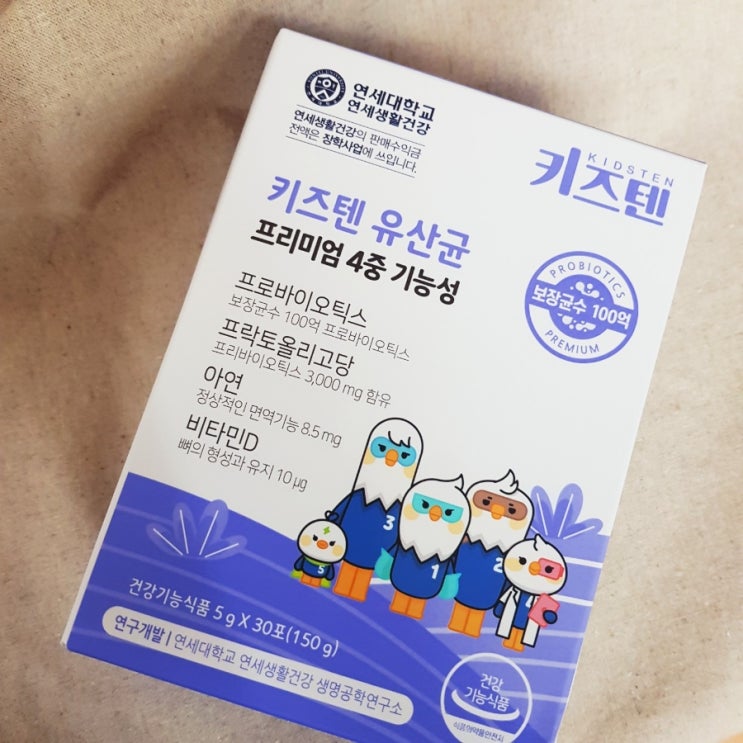 연세대학교
연세생활건강
연세생활건강의 판매수익금
전액은 장학사업에 쓰입니다.
KIDSTEN
키즈텐
키즈텐 유산균
프리미엄 4중 기능성
PROBIOTICS
보장균수 100억
PREMIUM
프로바이오틱스
보장균수 100억 프로바이오틱스
프락토올리고당
프리바이오틱스 3,000 mg 함유
아연
정상적인 면역기능 8.5 mg
비타민D
뼈의 형성과 유지 10 μg
3
1
2
5
건강기능식품 5 g X 30포(150 g)
연구개발 | 연세대학교 연세생활건강 생명공학연구소
건강
기능식품
식품의약품안전처